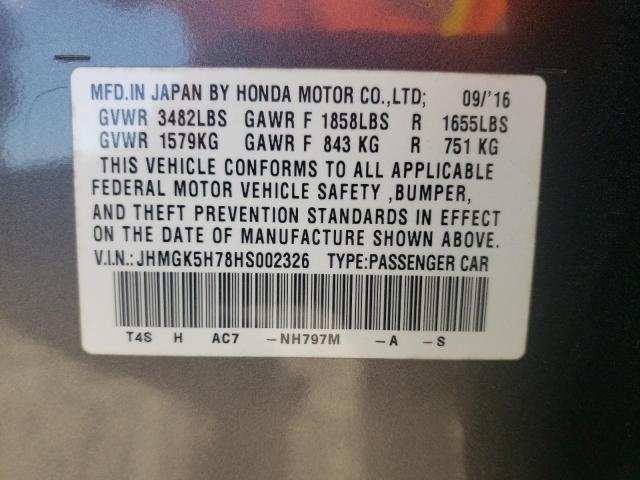 MFD.IN JAPAN BY HONDA MOTOR CO.,LTD; 09/'16
GVWR 3482LBS GAWR F 1858LBS R 1655LBS
GVWR 1579KG GAWR F 843 KG R 751 KG
THIS VEHICLE CONFORMS TO ALL APPLICABLE
FEDERAL MOTOR VEHICLE SAFETY ,BUMPER,
AND THEFT PREVENTION STANDARDS IN EFFECT
ON THE DATE OF MANUFACTURE SHOWN ABOVE.
V.I.N.:JHMGK5H78HS002326 TYPE:PASSENGER CAR
T4S H AC7 -NH797M -A -S